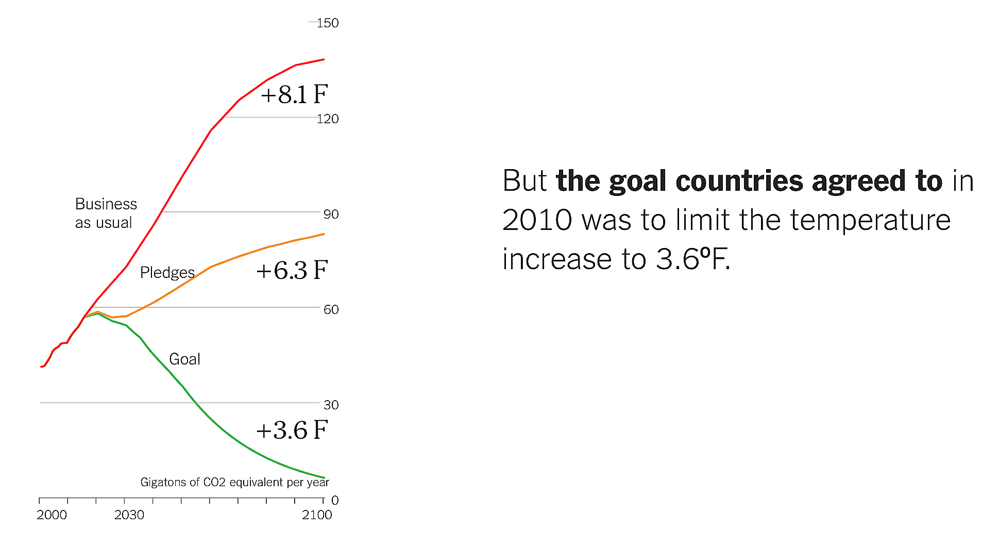 150
+8.1 F
120
Business
as usual
90
Pledges
+6.3 F
60
Goal
30
+3.6 F
Gigatons of CO2 equivalent per year
0
2000
2030
2100
But the goal countries agreed to in
2010 was to limit the temperature
increase to 3.6ºF.